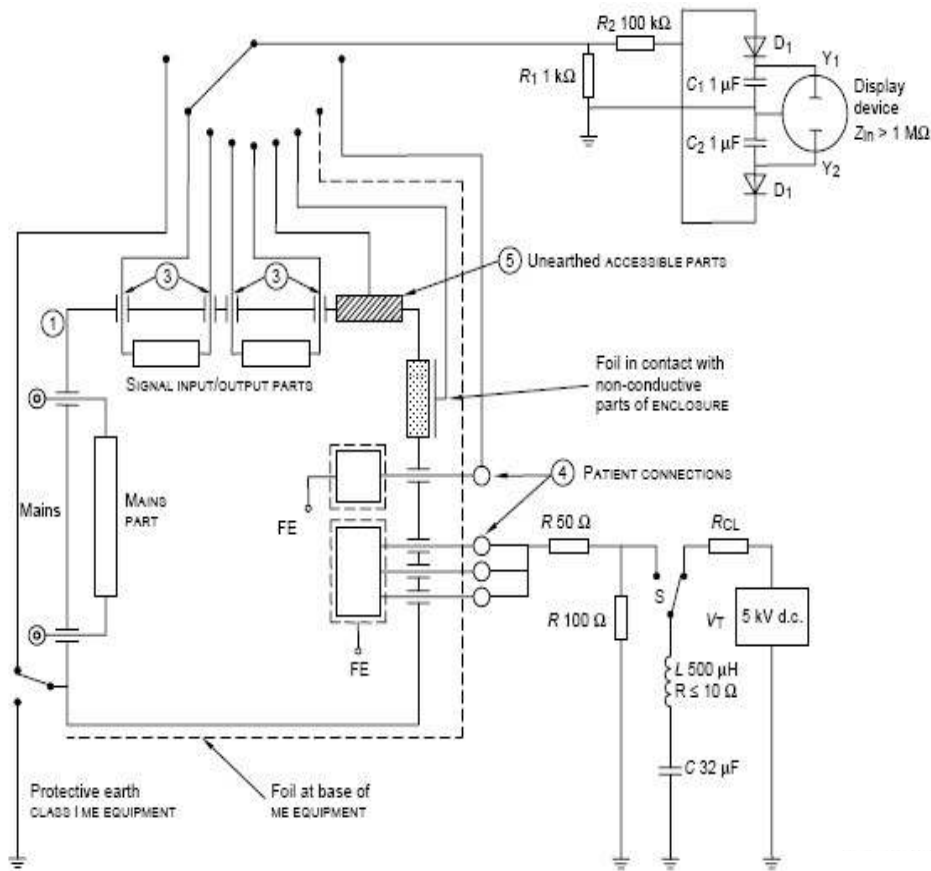 R2 100 kΩ
D1
Y1
R1 1 kΩ
C1 1 µF
Display
device
Zin > 1 MΩ
C2 1 µF
Y2
D1
3
3
5 Unearthed ACCESSIBLE PARTS
1
SIGNAL INPUT/OUTPUT PARTS
Foil in contact with
non-conductive
parts of ENCLOSURE
4 PATIENT CONNECTIONS
Mains
MAINS
PART
FE
R 50 Ω
RCL
S
R 100 Ω
VT
5 kV d.c.
FE
L 500 µH
R ≤ 10 Ω
C 32 µF
Protective earth
CLASS I ME EQUIPMENT
Foil at base of
ME EQUIPMENT